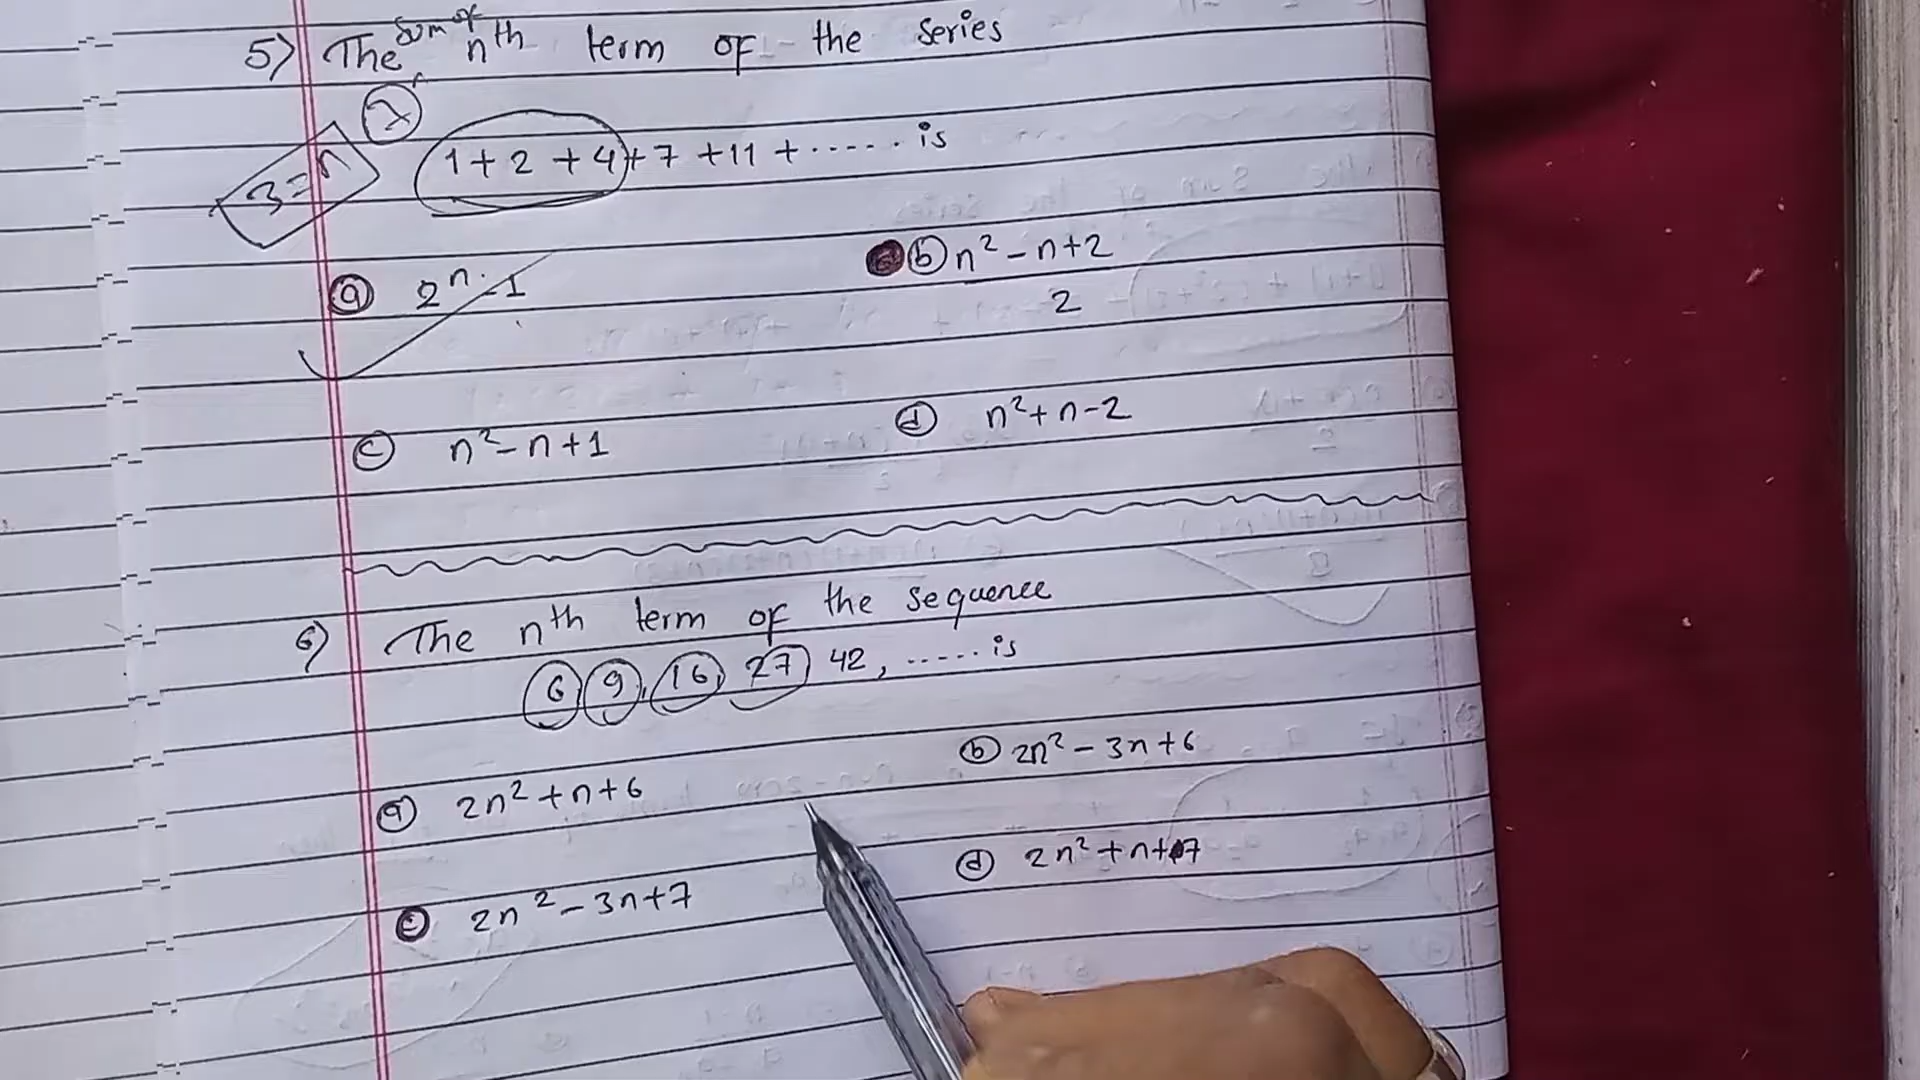 sum of
5) The nth term of the series
3=n
1+2+4+7+11+...... is
a 2ⁿ-1
b n²-n+2
2
c n²-n+1
d n²+n-2
6) The nth term of the sequence
6, 9, 16, 27, 42, ...... is
a 2n²+n+6
b 2n²-3n+6
c 2n²-3n+7
d 2n²+n+7